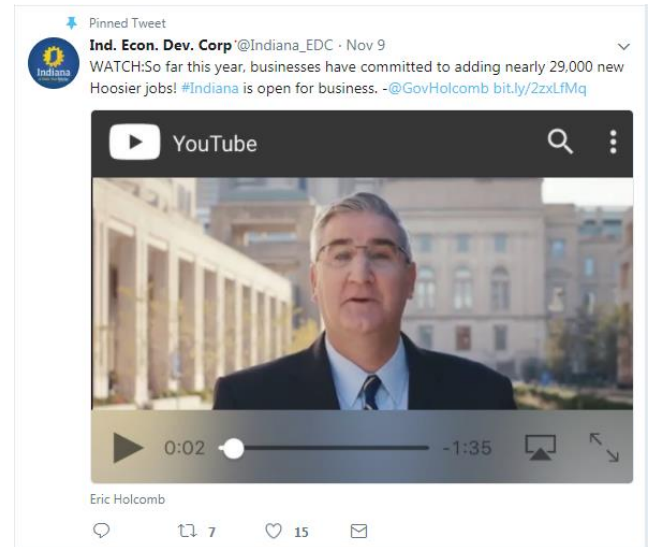 Pinned Tweet
Ind. Econ. Dev. Corp @Indiana_EDC · Nov 9
WATCH:So far this year, businesses have committed to adding nearly 29,000 new
Hoosier jobs! #Indiana is open for business. -@GovHolcomb bit.ly/2zxLfMq
Indiana
YouTube
0:02 -1:35
Eric Holcomb
7 15